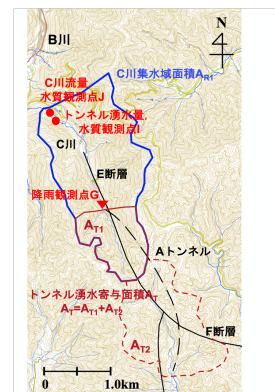 N
B川
C川集水域面積AR1
C川流量
水質観測点J
トンネル湧水量,
水質観測点I
C川
E断層
降雨観測点G
AT1
Aトンネル
トンネル湧水寄与面積AT
AT=AT1+AT2
F断層
AT2
0 1.0km